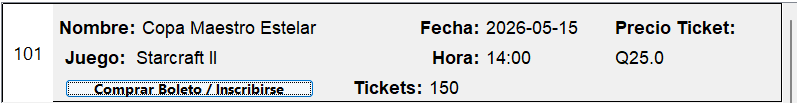 Nombre: Copa Maestro Estelar Fecha: 2026-05-15 Precio Ticket:
101 Juego: Starcraft II Hora: 14:00 Q25.0
Comprar Boleto / Inscribirse Tickets: 150